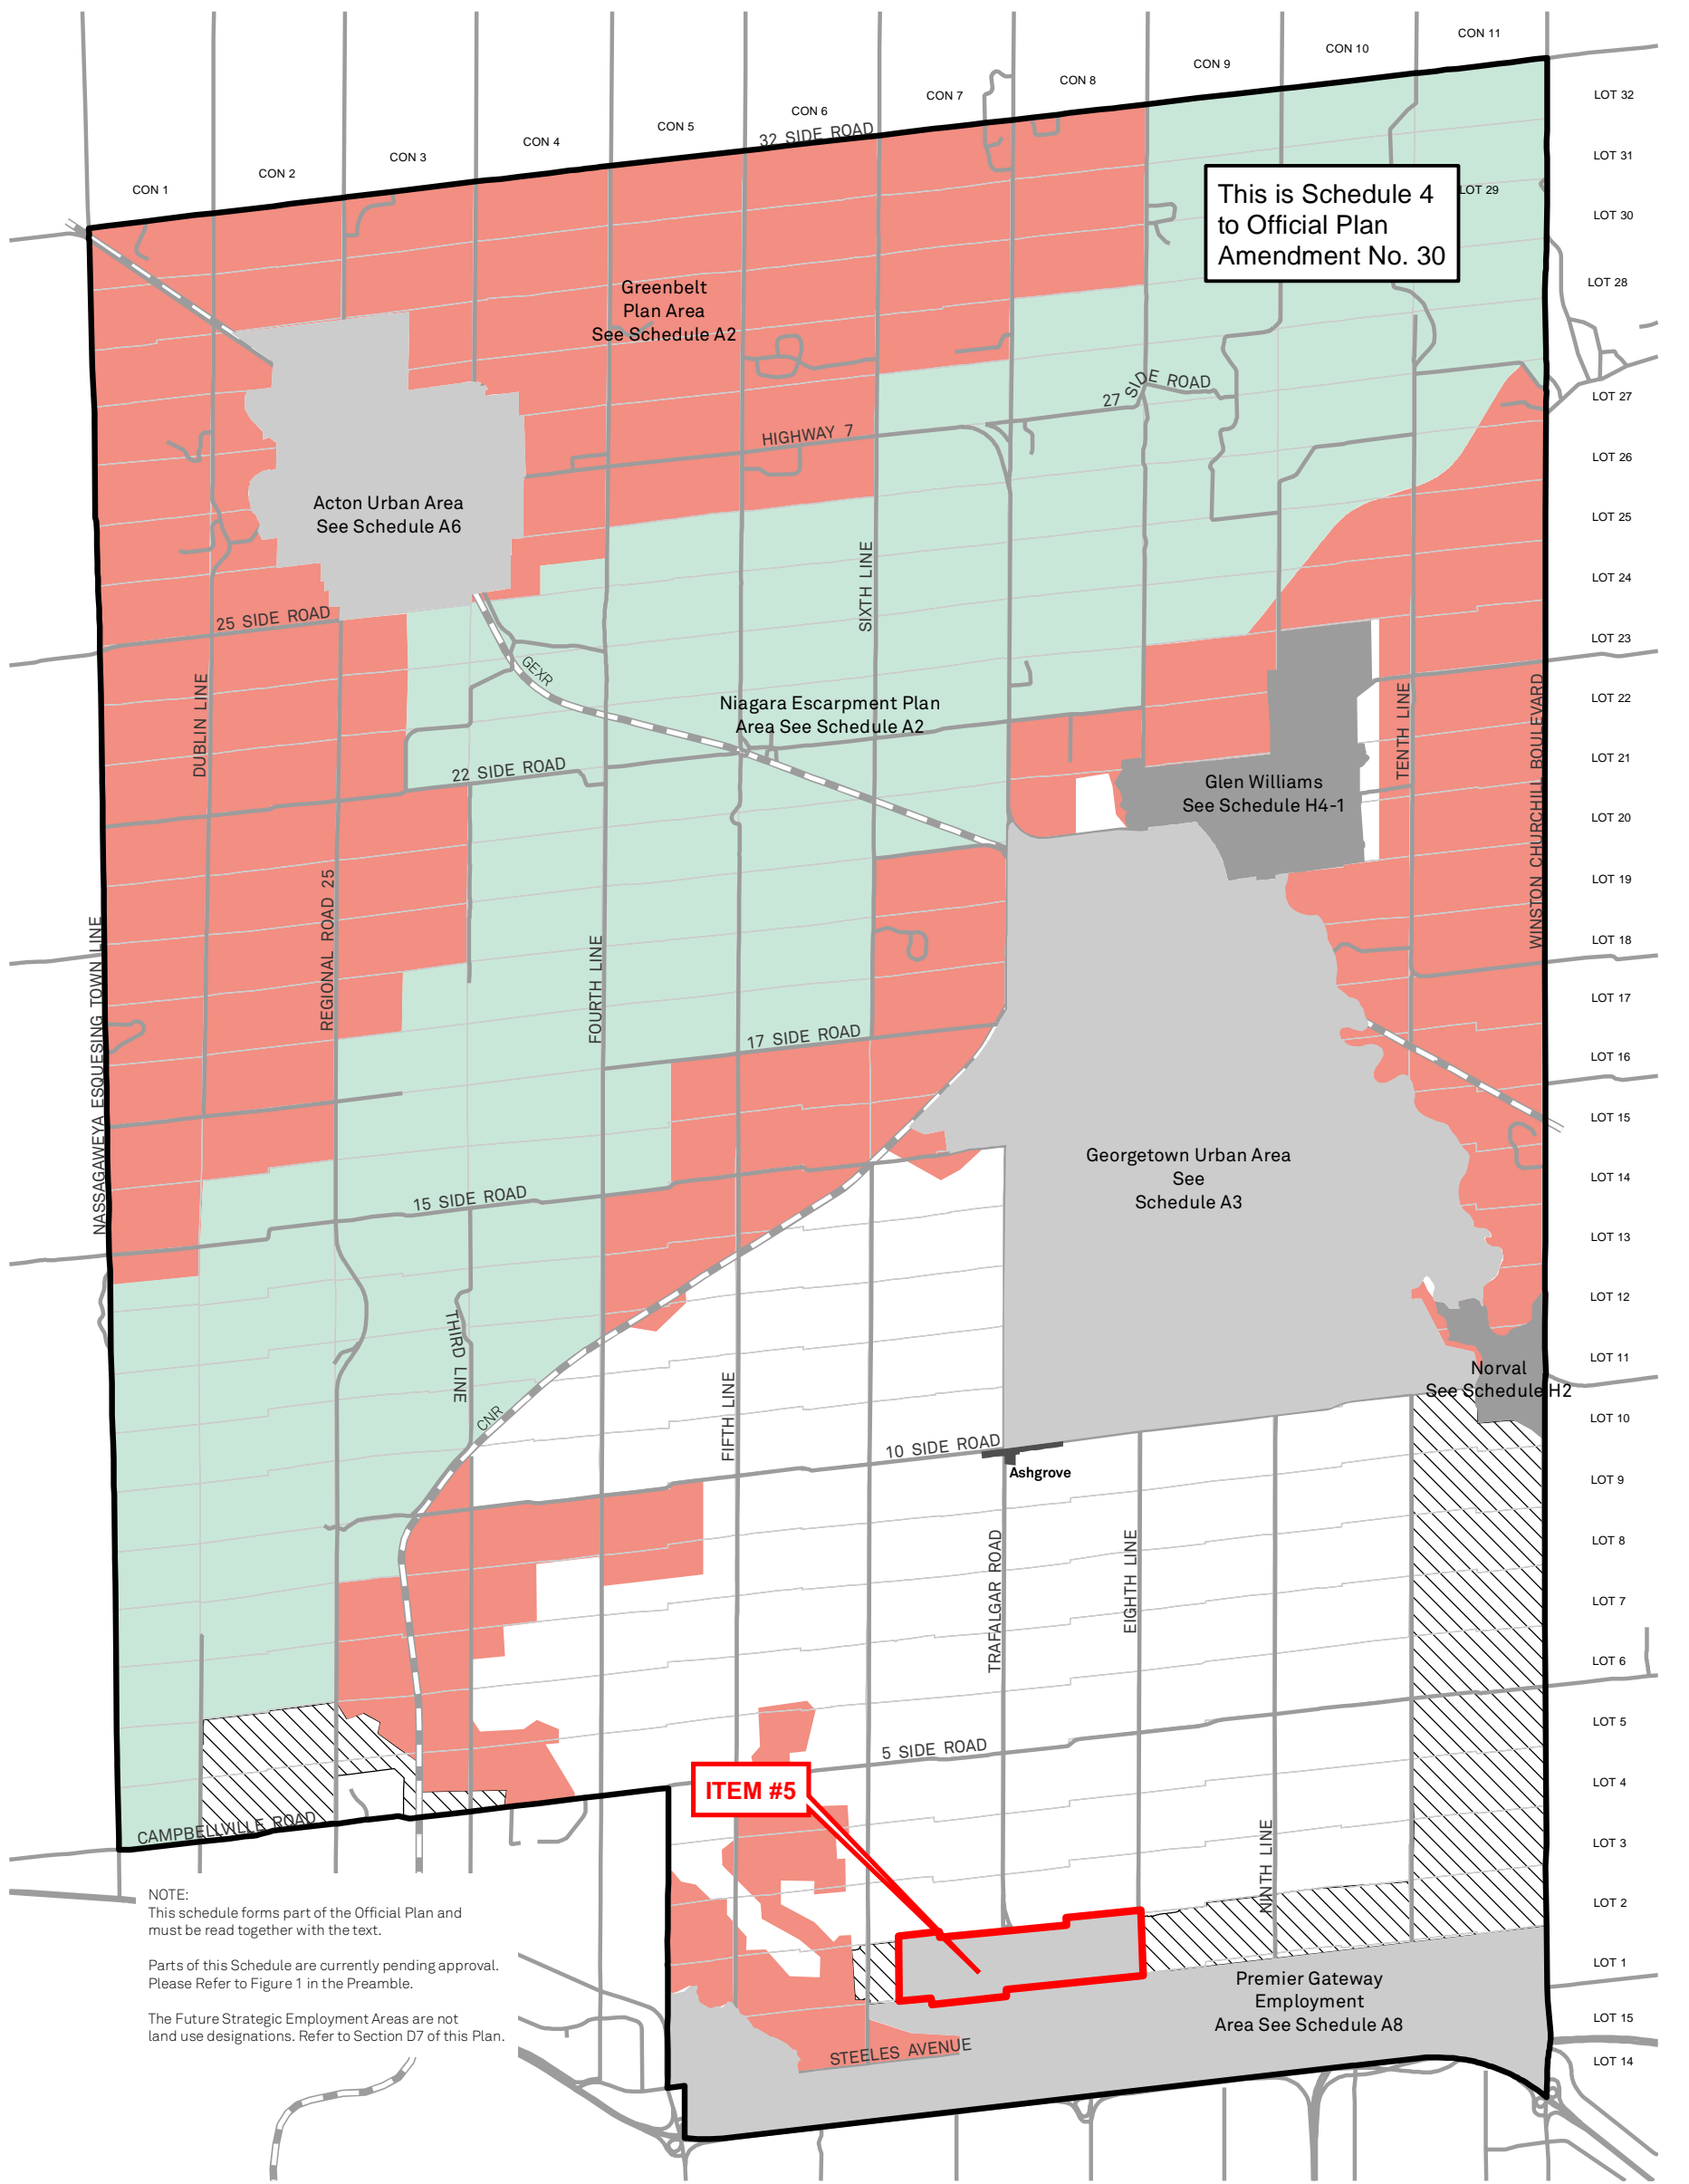 CON 1
CON 2
CON 3
CON 4
CON 5
CON 6
CON 7
CON 8
CON 9
CON 10
CON 11
32 SIDE ROAD
This is Schedule 4
to Official Plan
Amendment No. 30
LOT 29
LOT 32
LOT 31
LOT 30
LOT 28
LOT 27
LOT 26
LOT 25
LOT 24
LOT 23
LOT 22
LOT 21
LOT 20
LOT 19
LOT 18
LOT 17
LOT 16
LOT 15
LOT 14
LOT 13
LOT 12
LOT 11
LOT 10
LOT 9
LOT 8
LOT 7
LOT 6
LOT 5
LOT 4
LOT 3
LOT 2
LOT 1
LOT 15
LOT 14
Greenbelt
Plan Area
See Schedule A2
27 SIDE ROAD
HIGHWAY 7
Acton Urban Area
See Schedule A6
SIXTH LINE
25 SIDE ROAD
GEXR
DUBLIN LINE
Niagara Escarpment Plan
Area See Schedule A2
TENTH LINE
WINSTON CHURCHILL BOULEVARD
22 SIDE ROAD
Glen Williams
See Schedule H4-1
REGIONAL ROAD 25
NASSAGAWEYA ESQUESING TOWN LINE
FOURTH LINE
17 SIDE ROAD
Georgetown Urban Area
See
Schedule A3
15 SIDE ROAD
THIRD LINE
Norval
See Schedule H2
FIFTH LINE
CNR
10 SIDE ROAD
Ashgrove
TRAFALGAR ROAD
EIGHTH LINE
5 SIDE ROAD
ITEM #5
CAMPBELLVILLE ROAD
NINTH LINE
Premier Gateway
Employment
Area See Schedule A8
STEELES AVENUE
NOTE:
This schedule forms part of the Official Plan and
must be read together with the text.
Parts of this Schedule are currently pending approval.
Please Refer to Figure 1 in the Preamble.
The Future Strategic Employment Areas are not
land use designations. Refer to Section D7 of this Plan.